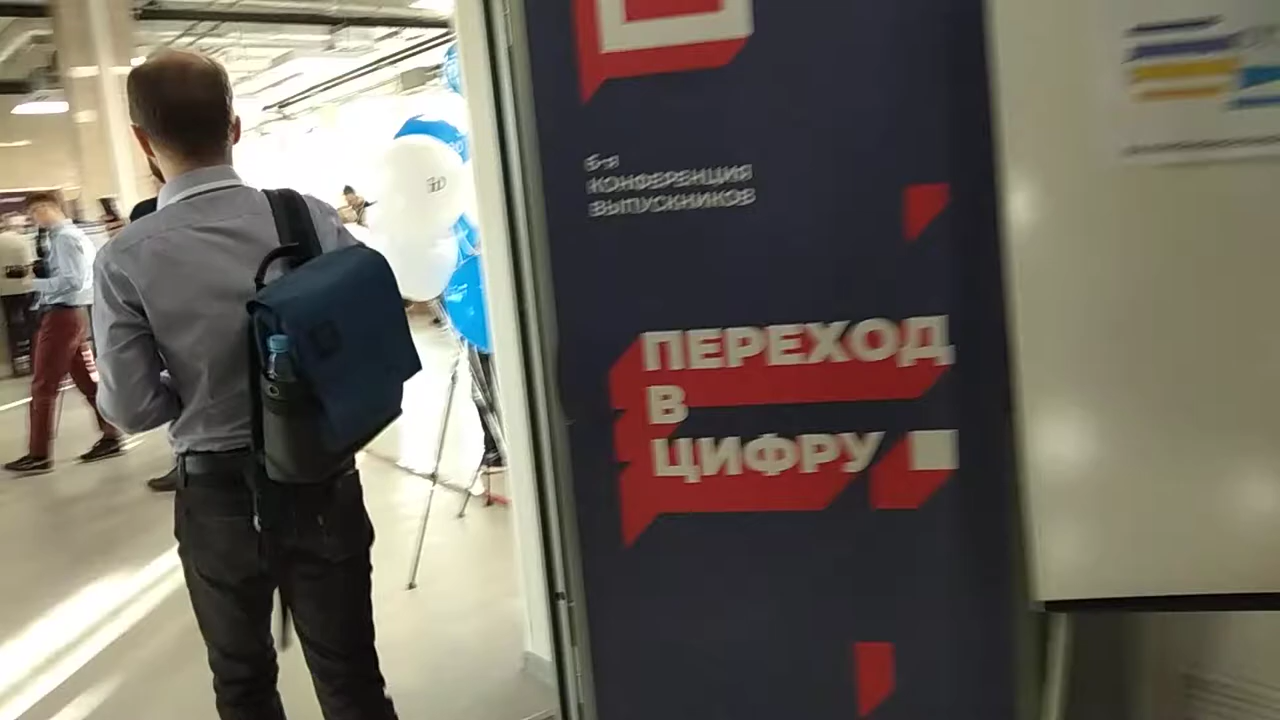 6-я
КОНФЕРЕНЦИЯ
ВЫПУСКНИКОВ
ПЕРЕХОД
В
ЦИФРУ